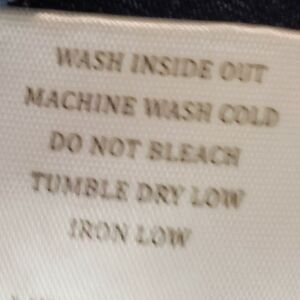 WASH INSIDE OUT
MACHINE WASH COLD
DO NOT BLEACH
TUMBLE DRY LOW
IRON LOW